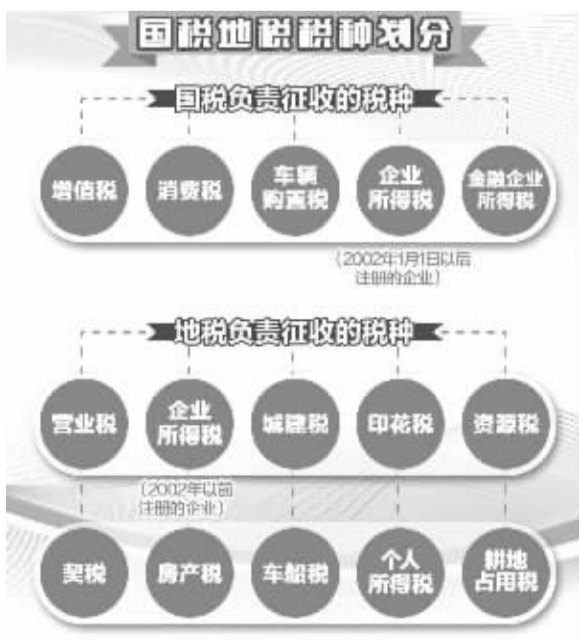 国税地税税种划分
国税负责征收的税种
增值税
消费税
车辆
购置税
企业
所得税
金融企业
所得税
(2002年1月1日以后
注册的企业)
地税负责征收的税种
营业税
企业
所得税
城建税
印花税
资源税
(2002年以前
注册的企业)
契税
房产税
车船税
个人
所得税
耕地
占用税